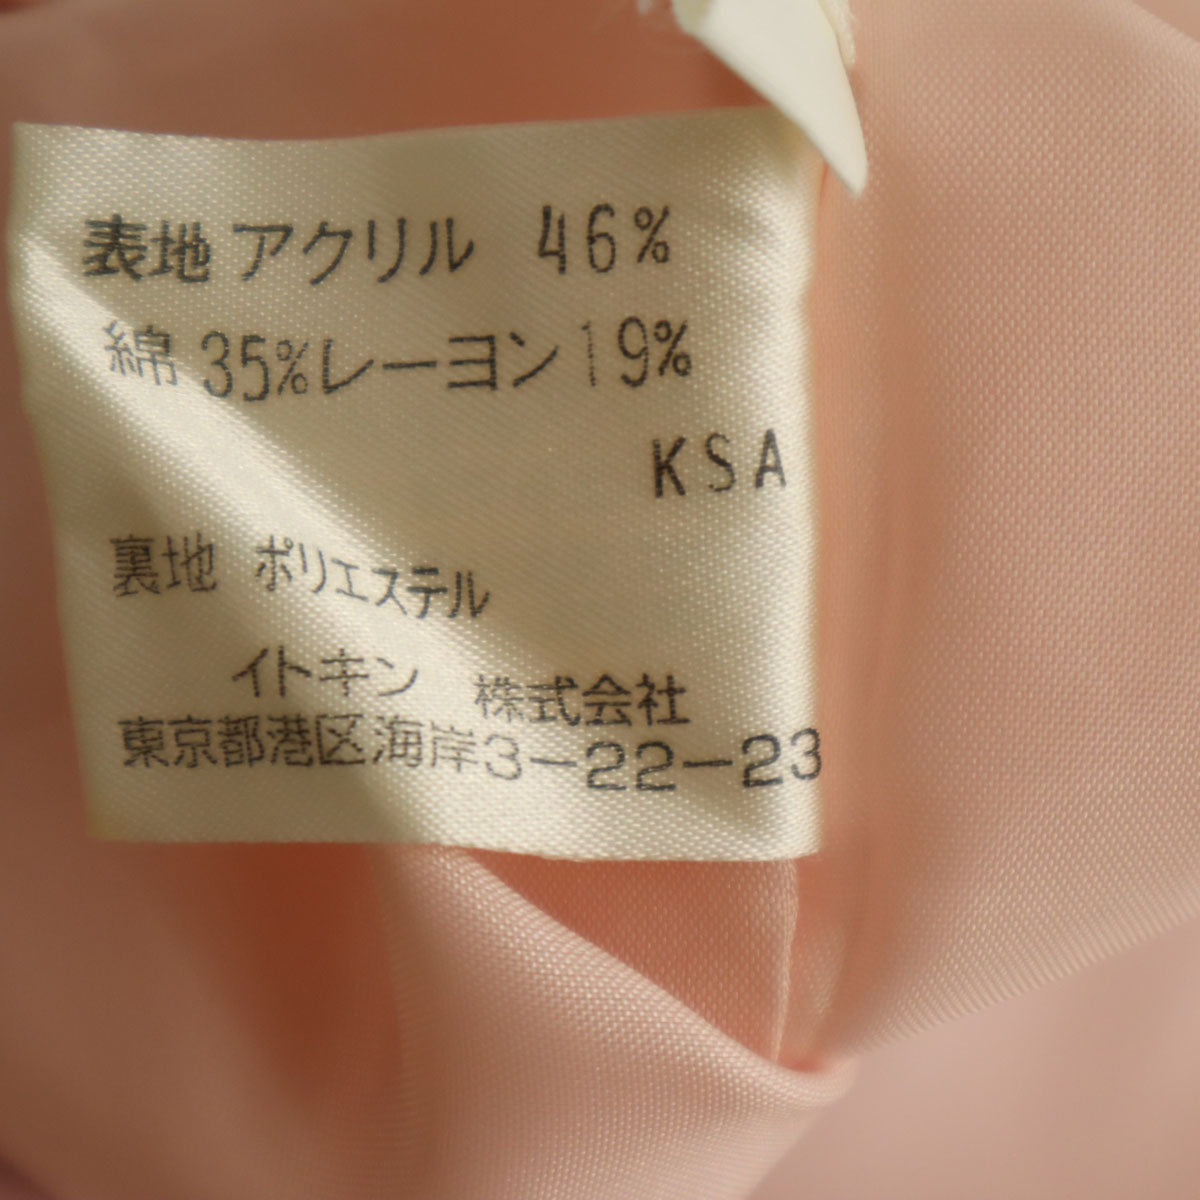 表地 アクリル 46%
綿 35%レーヨン19%
KSA
裏地 ポリエステル
イトキン 株式会社
東京都港区海岸3-22-23